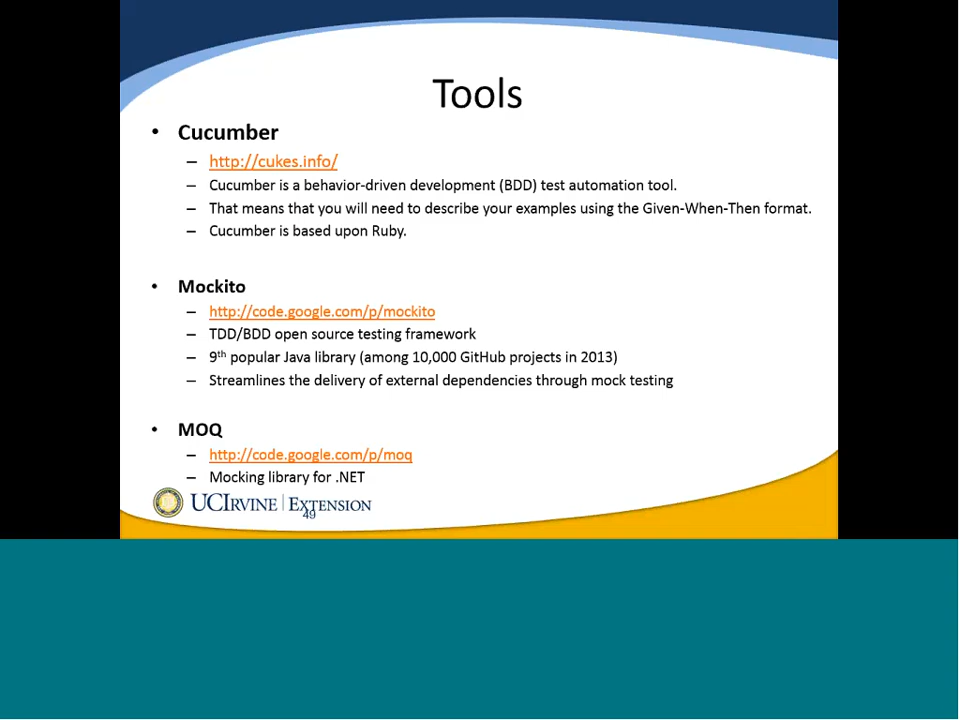 Tools
• Cucumber
– http://cukes.info/
– Cucumber is a behavior-driven development (BDD) test automation tool.
– That means that you will need to describe your examples using the Given-When-Then format.
– Cucumber is based upon Ruby.
• Mockito
– http://code.google.com/p/mockito
– TDD/BDD open source testing framework
– 9th popular Java library (among 10,000 GitHub projects in 2013)
– Streamlines the delivery of external dependencies through mock testing
• MOQ
– http://code.google.com/p/moq
– Mocking library for .NET
UCIRVINE | EXTENSION
49